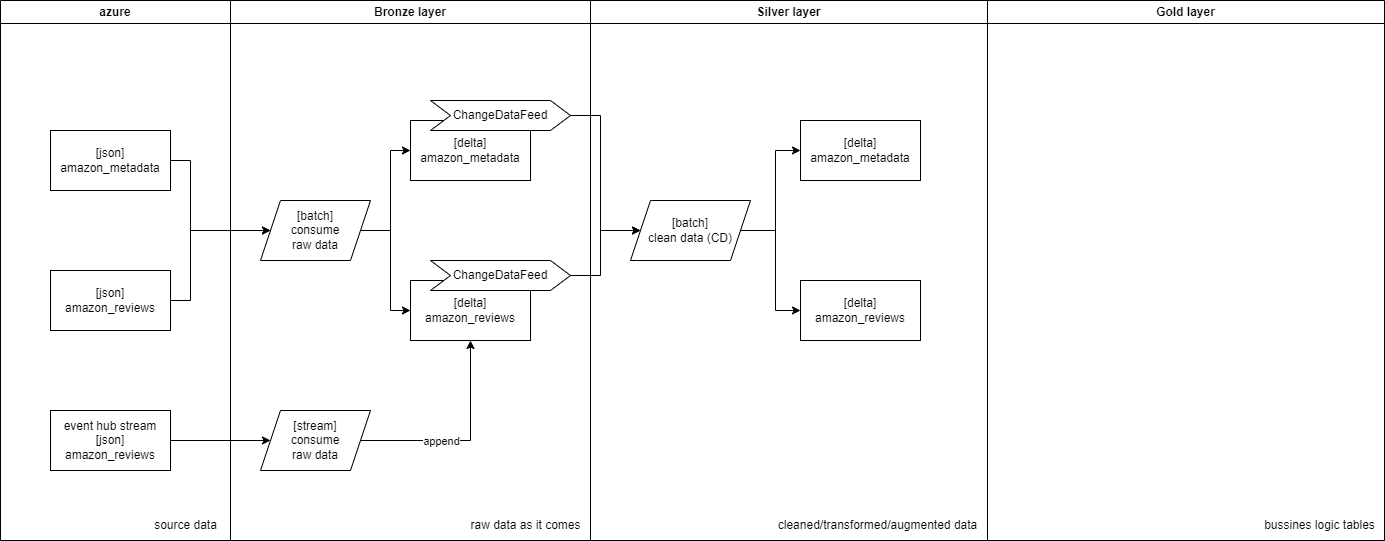 azure
Bronze layer
Silver layer
Gold layer
[json]
amazon_metadata
[json]
amazon_reviews
event hub stream
[json]
amazon_reviews
source data
[batch]
consume
raw data
ChangeDataFeed
[delta]
amazon_metadata
ChangeDataFeed
[delta]
amazon_reviews
[stream]
consume
raw data
append
raw data as it comes
[batch]
clean data (CD)
[delta]
amazon_metadata
[delta]
amazon_reviews
cleaned/transformed/augmented data
bussines logic tables